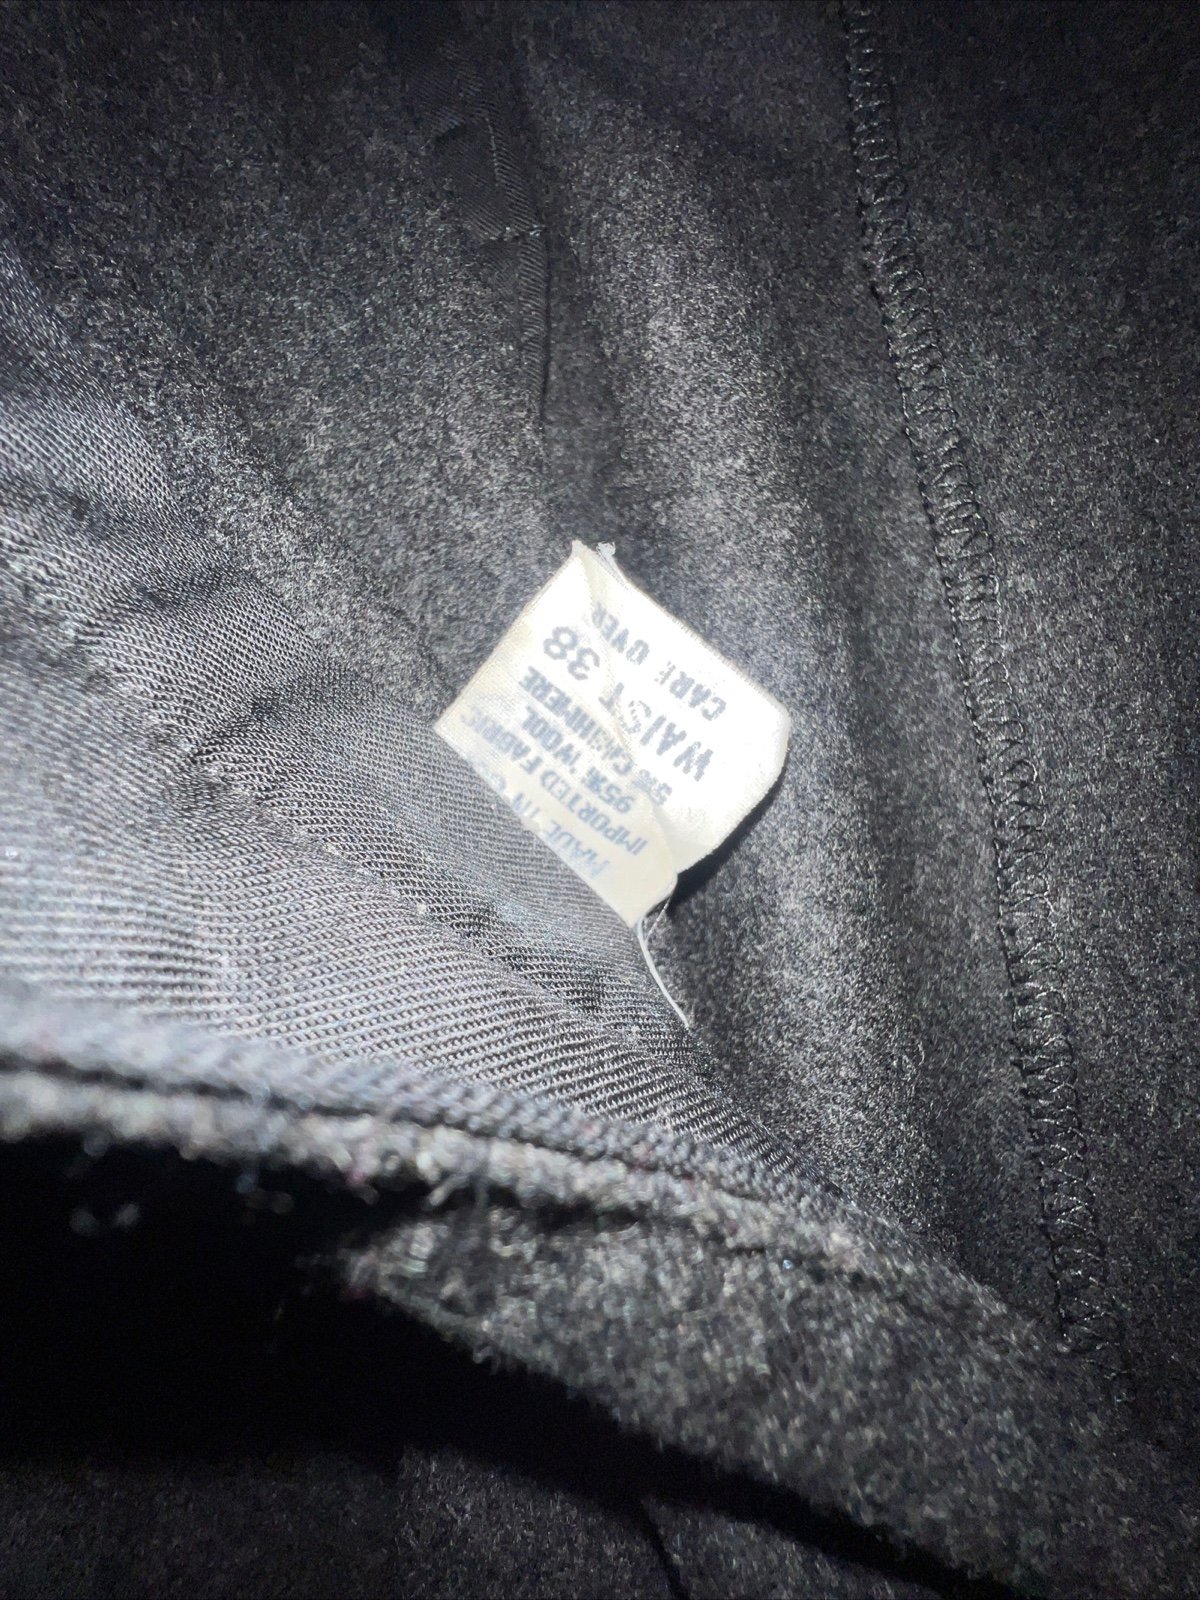 MADE IN
IMPORTED FABRIC
95% WOOL
5% CASHMERE
WAIST 38
CARE OVER